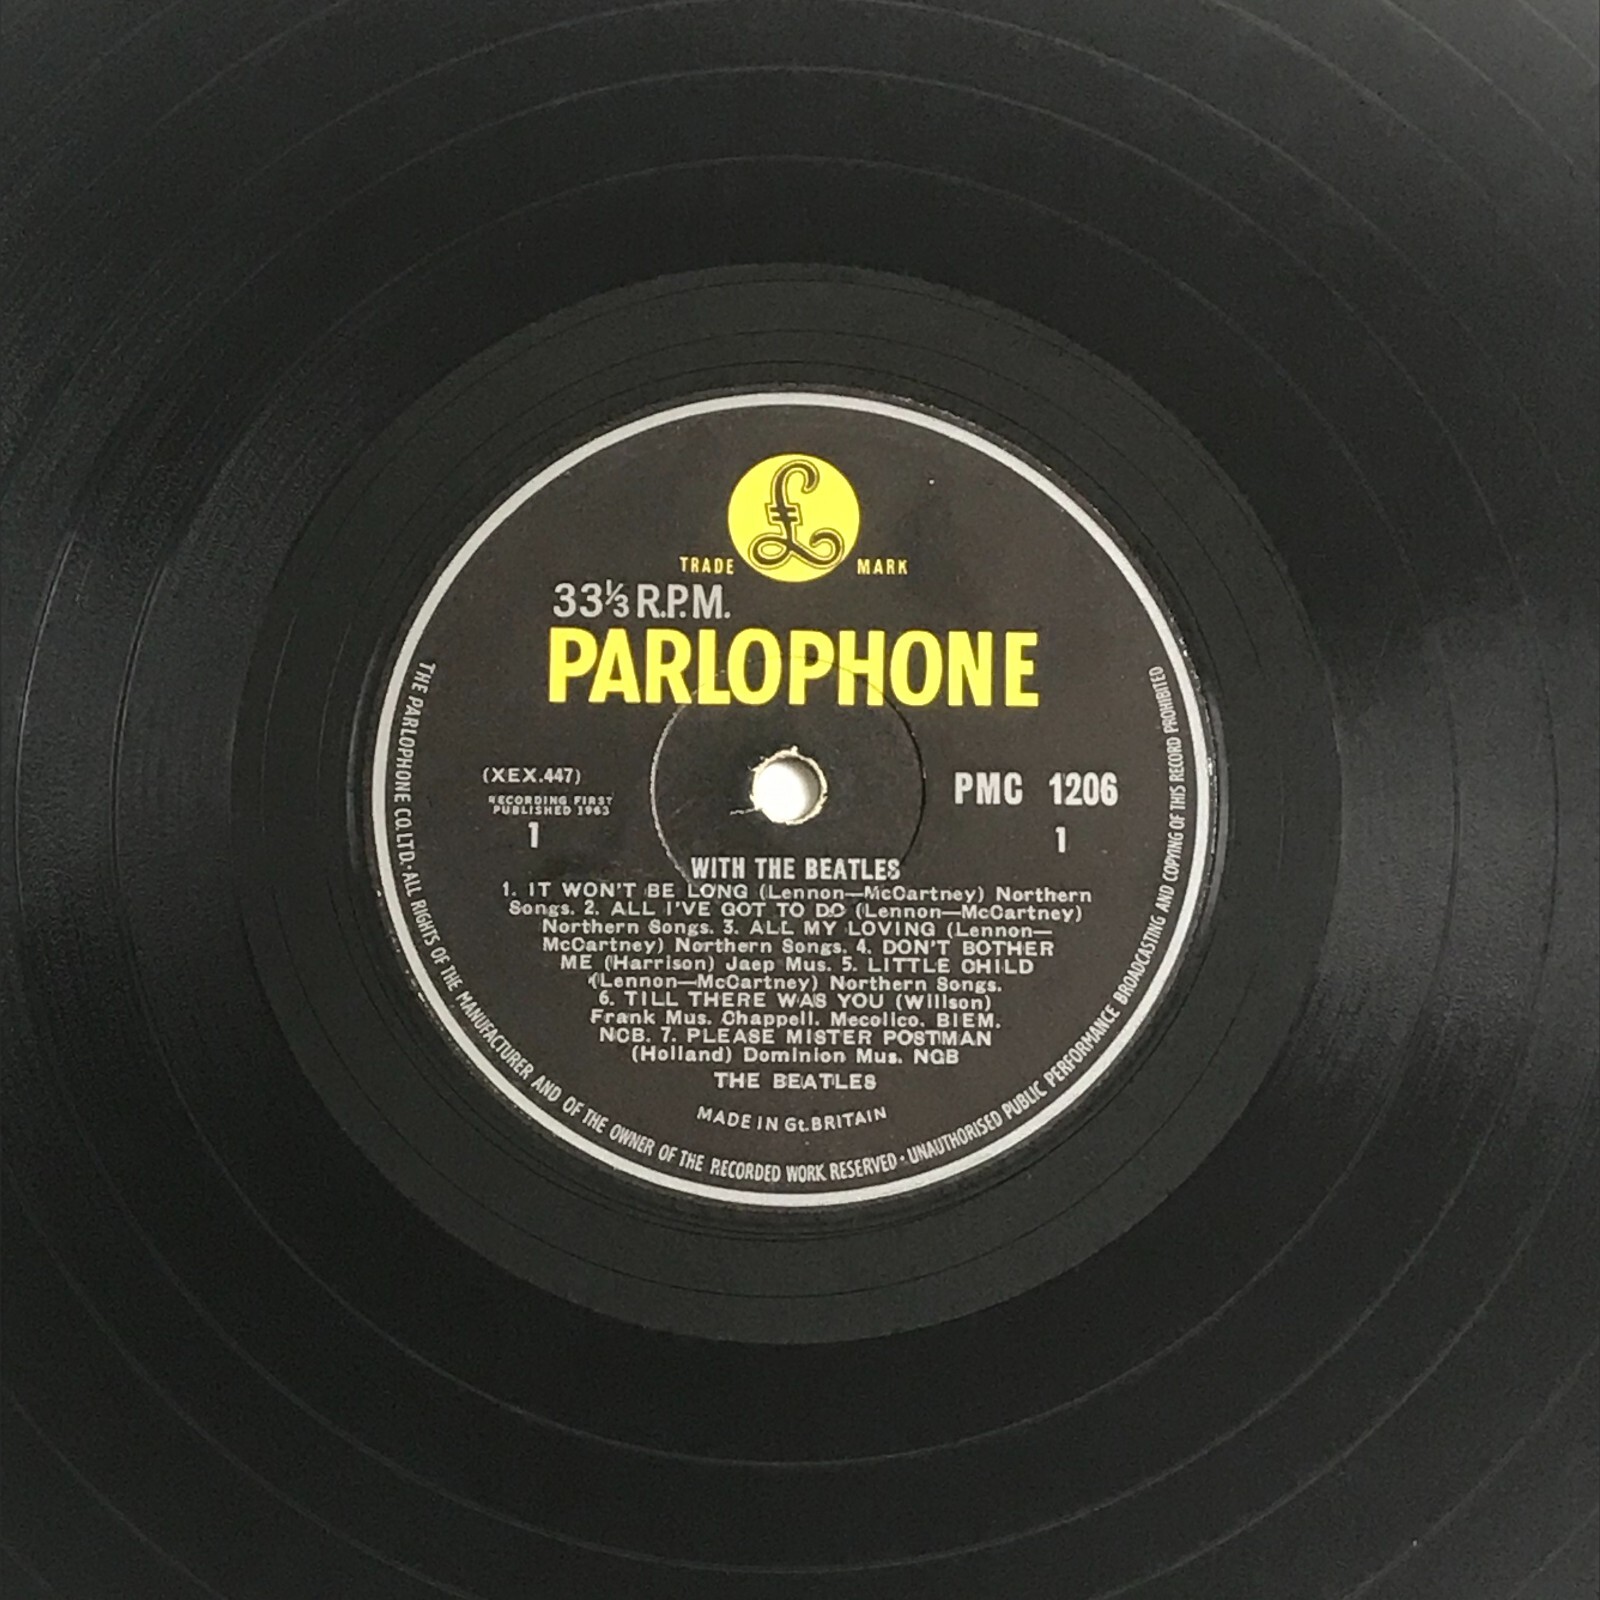 £
TRADE MARK
33⅓ R.P.M.
PARLOPHONE
(XEX.447)
RECORDING FIRST
PUBLISHED 1963
1
PMC 1206
1
WITH THE BEATLES
1. IT WON'T BE LONG (Lennon—McCartney) Northern
Songs. 2. ALL I'VE GOT TO DO (Lennon—McCartney)
Northern Songs. 3. ALL MY LOVING (Lennon—
McCartney) Northern Songs. 4. DON'T BOTHER
ME (Harrison) Jaep Mus. 5. LITTLE CHILD
(Lennon—McCartney) Northern Songs.
6. TILL THERE WAS YOU (Willson)
Frank Mus. Chappell. Mecolico. BIEM.
NCB. 7. PLEASE MISTER POSTMAN
(Holland) Dominion Mus. NCB
THE BEATLES
MADE IN Gt. BRITAIN
THE PARLOPHONE CO. LTD. · ALL RIGHTS OF THE MANUFACTURER AND OF THE OWNER OF THE RECORDED WORK RESERVED · UNAUTHORISED PUBLIC PERFORMANCE BROADCASTING AND COPYING OF THIS RECORD PROHIBITED